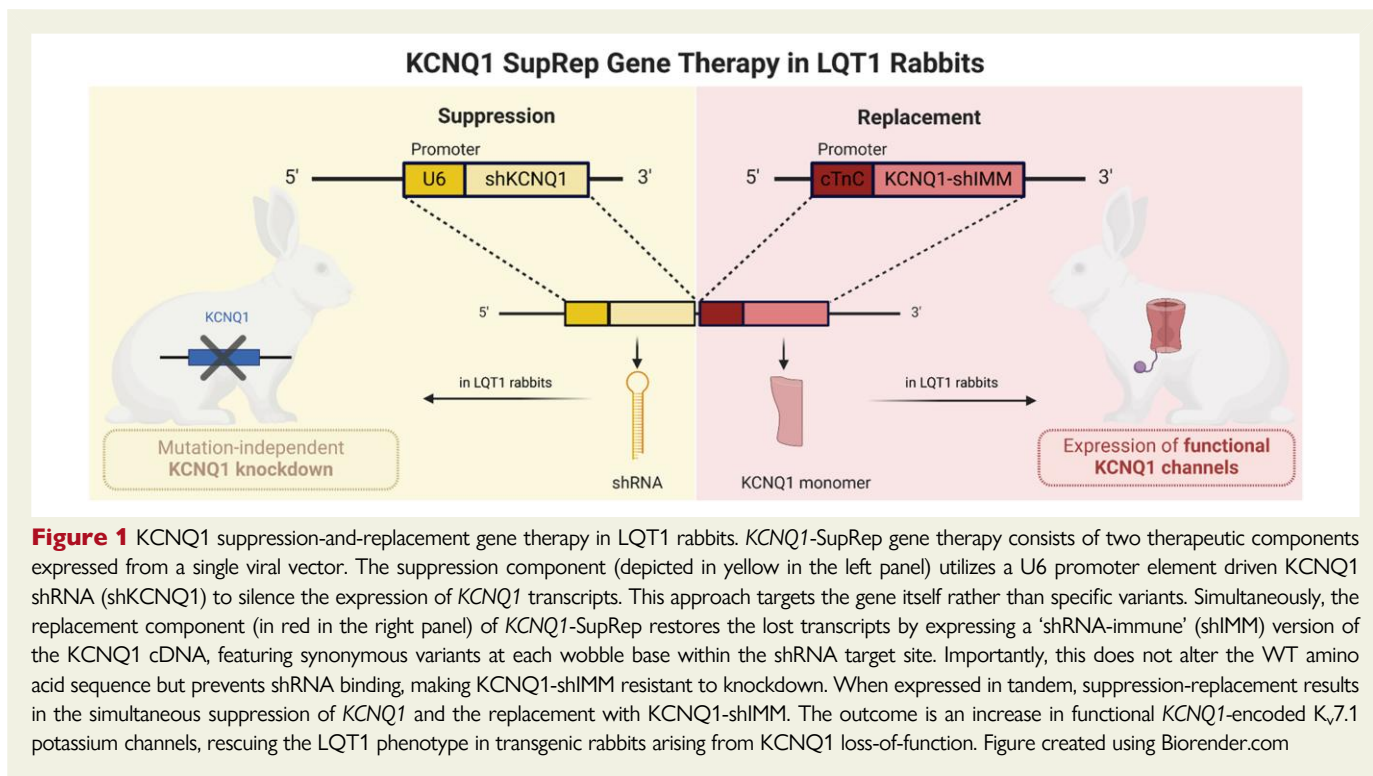 KCNQ1 SupRep Gene Therapy in LQT1 Rabbits
Suppression
Replacement
Promoter
Promoter
5'
U6
shKCNQ1
3'
5'
cTnC
KCNQ1-shIMM
3'
5'
3'
KCNQ1
in LQT1 rabbits
in LQT1 rabbits
Mutation-independent
KCNQ1 knockdown
shRNA
KCNQ1 monomer
Expression of functional
KCNQ1 channels
Figure 1 KCNQ1 suppression-and-replacement gene therapy in LQT1 rabbits. KCNQ1-SupRep gene therapy consists of two therapeutic components
expressed from a single viral vector. The suppression component (depicted in yellow in the left panel) utilizes a U6 promoter element driven KCNQ1
shRNA (shKCNQ1) to silence the expression of KCNQ1 transcripts. This approach targets the gene itself rather than specific variants. Simultaneously, the
replacement component (in red in the right panel) of KCNQ1-SupRep restores the lost transcripts by expressing a ‘shRNA-immune’ (shIMM) version of
the KCNQ1 cDNA, featuring synonymous variants at each wobble base within the shRNA target site. Importantly, this does not alter the WT amino
acid sequence but prevents shRNA binding, making KCNQ1-shIMM resistant to knockdown. When expressed in tandem, suppression-replacement results
in the simultaneous suppression of KCNQ1 and the replacement with KCNQ1-shIMM. The outcome is an increase in functional KCNQ1-encoded Kv7.1
potassium channels, rescuing the LQT1 phenotype in transgenic rabbits arising from KCNQ1 loss-of-function. Figure created using Biorender.com